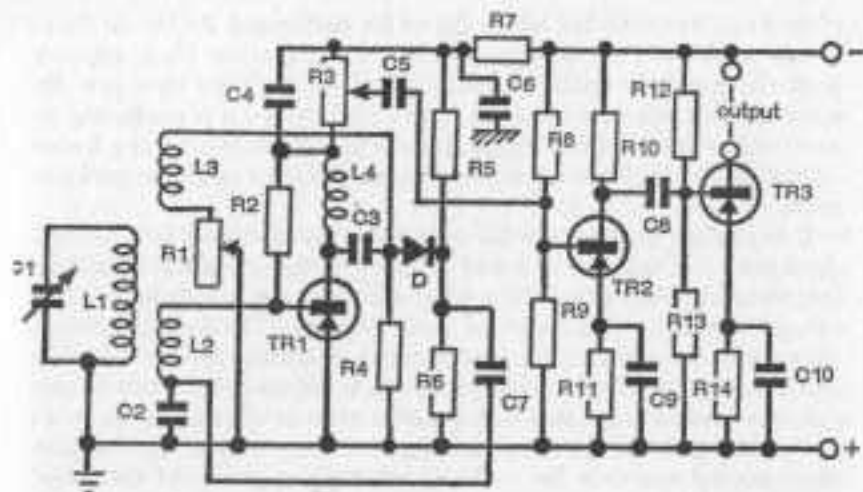 R7
−
C4
R3
C5
C6
R12
output
L3
L4
R5
R8
R10
TR3
R2
C3
C8
R1
D
C1
L1
TR2
L2
TR1
R9
R13
R4
R6
C7
R11
C9
R14
C10
C2
+